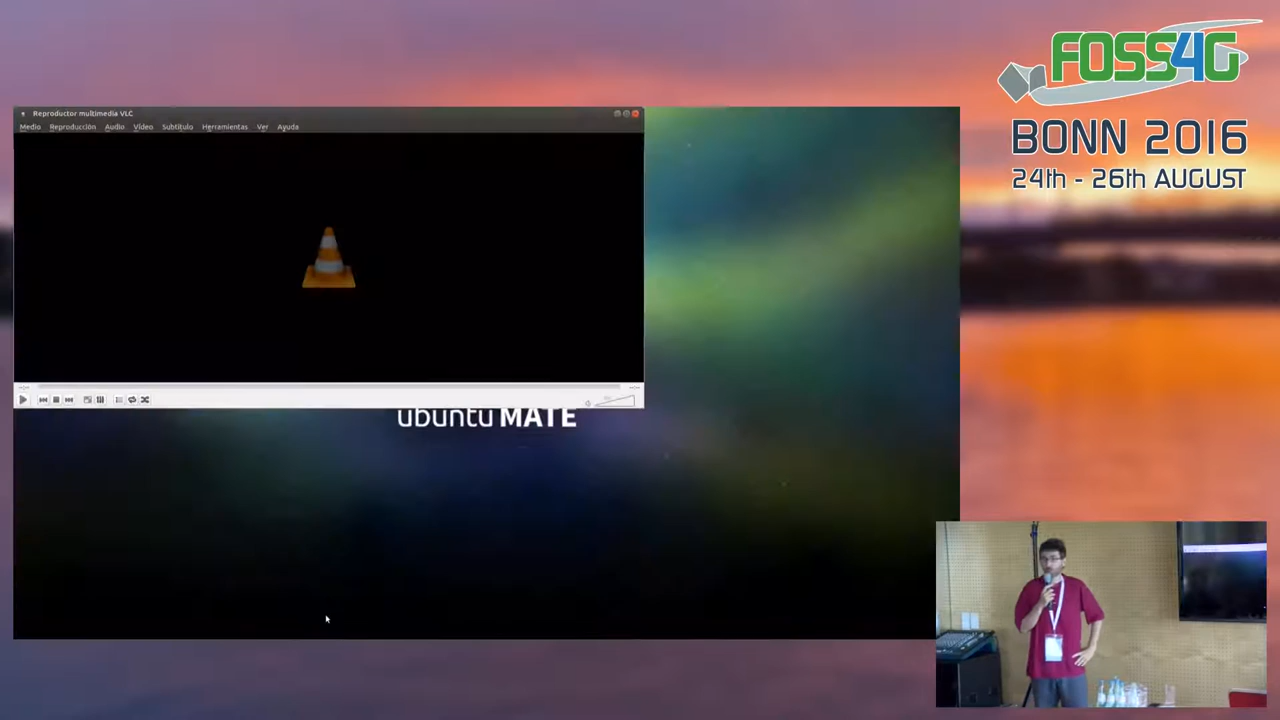 FOSS4G
BONN 2016
24th - 26th AUGUST
Reproductor multimedia VLC
Medio Reproducción Audio Vídeo Subtítulo Herramientas Ver Ayuda
ubuntu MATE